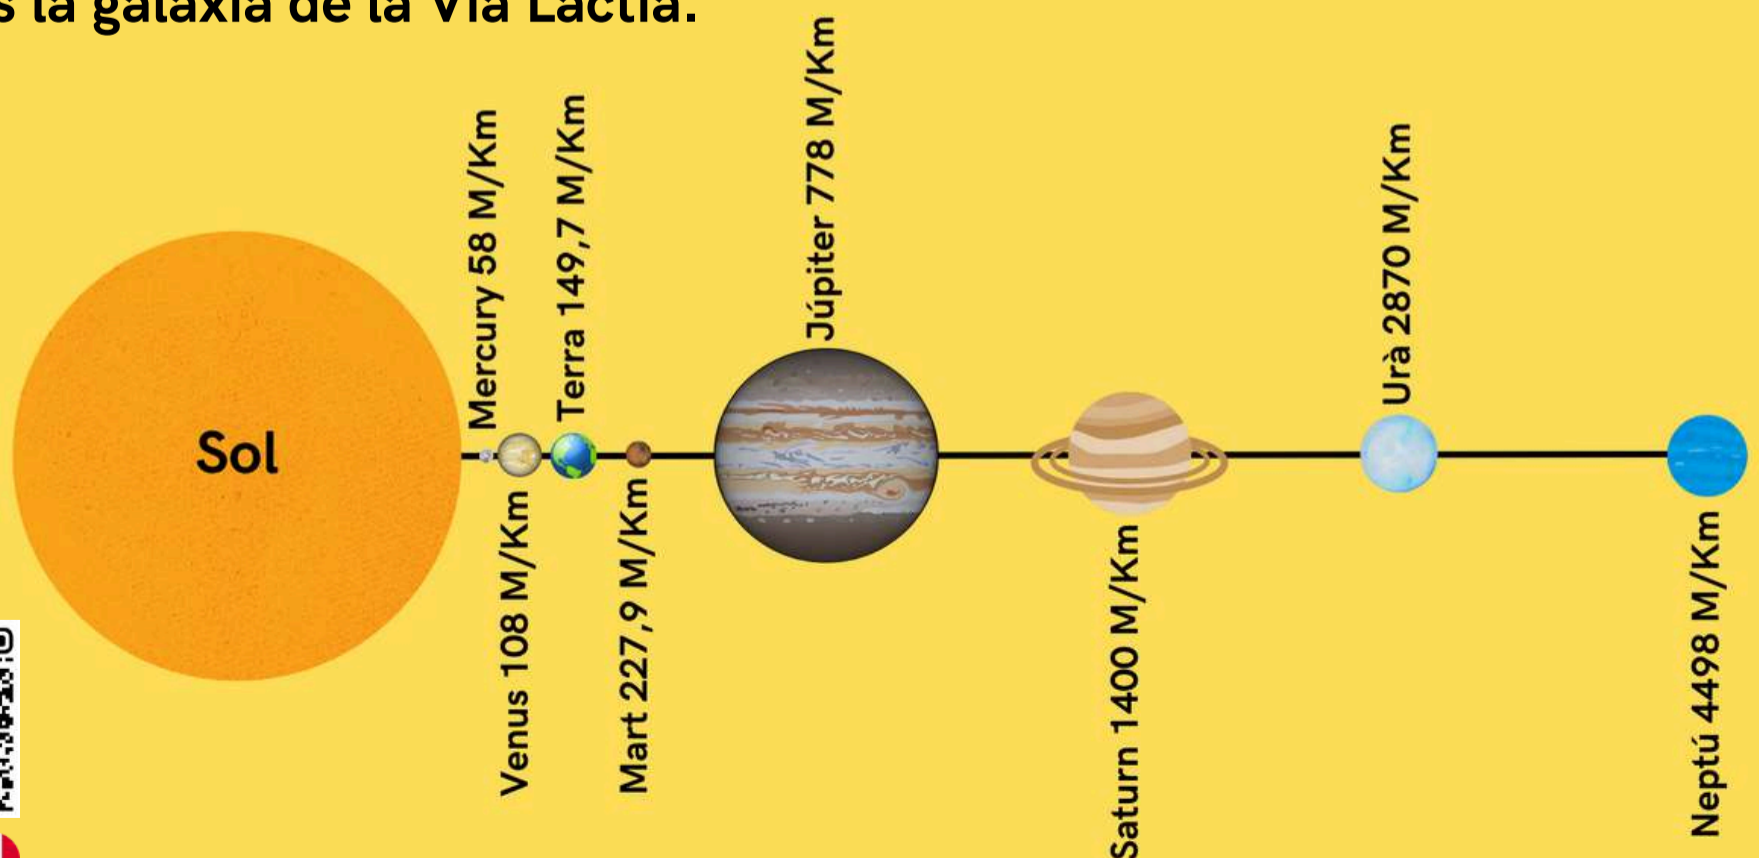 s la galàxia de la Via Làctia.
Sol
Mercury 58 M/Km
Venus 108 M/Km
Terra 149,7 M/Km
Mart 227,9 M/Km
Júpiter 778 M/Km
Saturn 1400 M/Km
Urà 2870 M/Km
Neptú 4498 M/Km